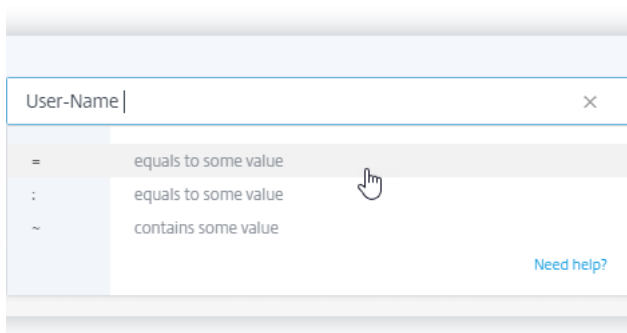 User-Name
= equals to some value
: equals to some value
~ contains some value
Need help?